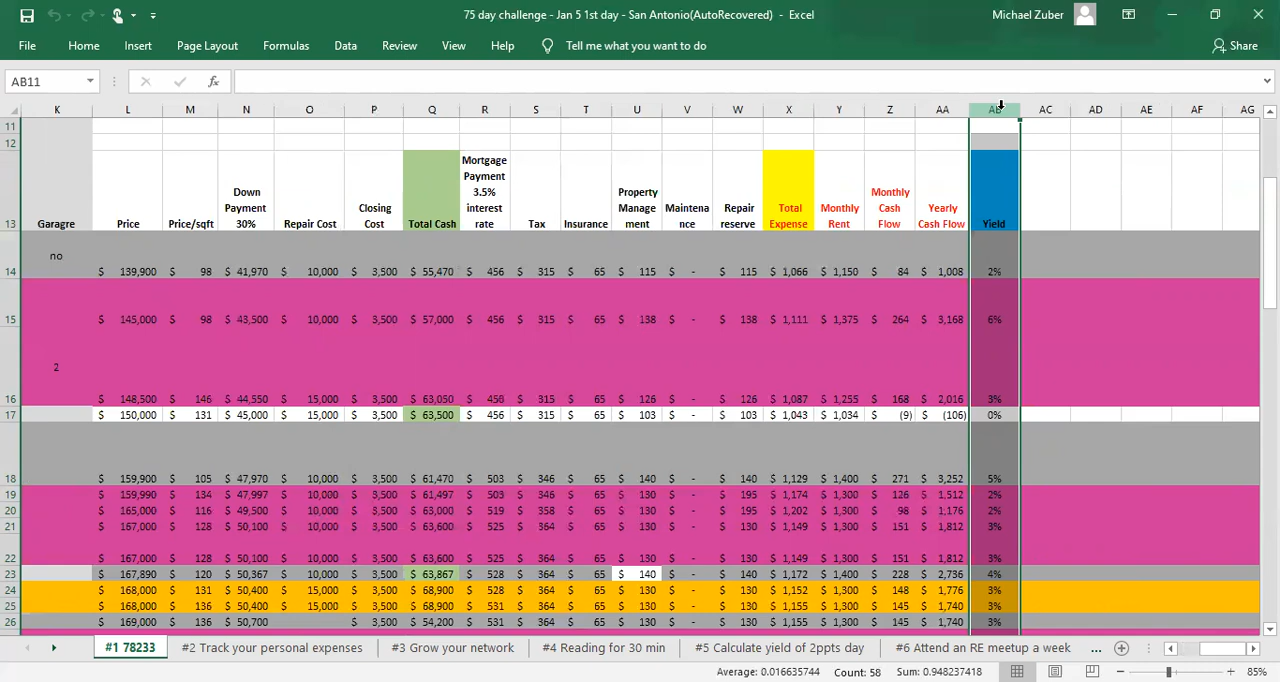 75 day challenge - Jan 5 1st day - San Antonio(AutoRecovered) - Excel Michael Zuber
File Home Insert Page Layout Formulas Data Review View Help Tell me what you want to do Share
AB11 fx
K L M N O P Q R S T U V W X Y Z AA AB AC AD AE AF AG
11
12
13 Garagre Price Price/sqft Down Payment 30% Repair Cost Closing Cost Total Cash Mortgage Payment 3.5% interest rate Tax Insurance Property Manage ment Maintena nce Repair reserve Total Expense Monthly Rent Monthly Cash Flow Yearly Cash Flow Yield
14 no $ 139,900 $ 98 $ 41,970 $ 10,000 $ 3,500 $ 55,470 $ 456 $ 315 $ 65 $ 115 $ - $ 115 $ 1,066 $ 1,150 $ 84 $ 1,008 2%
15 $ 145,000 $ 98 $ 43,500 $ 10,000 $ 3,500 $ 57,000 $ 456 $ 315 $ 65 $ 138 $ - $ 138 $ 1,111 $ 1,375 $ 264 $ 3,168 6%
16 2 $ 148,500 $ 146 $ 44,550 $ 15,000 $ 3,500 $ 63,050 $ 456 $ 315 $ 65 $ 126 $ - $ 126 $ 1,087 $ 1,255 $ 168 $ 2,016 3%
17 $ 150,000 $ 131 $ 45,000 $ 15,000 $ 3,500 $ 63,500 $ 456 $ 315 $ 65 $ 103 $ - $ 103 $ 1,043 $ 1,034 $ (9) $ (106) 0%
18 $ 159,900 $ 105 $ 47,970 $ 10,000 $ 3,500 $ 61,470 $ 503 $ 346 $ 65 $ 140 $ - $ 140 $ 1,129 $ 1,400 $ 271 $ 3,252 5%
19 $ 159,990 $ 134 $ 47,997 $ 10,000 $ 3,500 $ 61,497 $ 503 $ 346 $ 65 $ 130 $ - $ 195 $ 1,174 $ 1,300 $ 126 $ 1,512 2%
20 $ 165,000 $ 116 $ 49,500 $ 10,000 $ 3,500 $ 63,000 $ 519 $ 358 $ 65 $ 130 $ - $ 195 $ 1,202 $ 1,300 $ 98 $ 1,176 2%
21 $ 167,000 $ 128 $ 50,100 $ 10,000 $ 3,500 $ 63,600 $ 525 $ 364 $ 65 $ 130 $ - $ 130 $ 1,149 $ 1,300 $ 151 $ 1,812 3%
22 $ 167,000 $ 128 $ 50,100 $ 10,000 $ 3,500 $ 63,600 $ 525 $ 364 $ 65 $ 130 $ - $ 130 $ 1,149 $ 1,300 $ 151 $ 1,812 3%
23 $ 167,890 $ 120 $ 50,367 $ 10,000 $ 3,500 $ 63,867 $ 528 $ 364 $ 65 $ 140 $ - $ 140 $ 1,172 $ 1,400 $ 228 $ 2,736 4%
24 $ 168,000 $ 131 $ 50,400 $ 15,000 $ 3,500 $ 68,900 $ 528 $ 364 $ 65 $ 130 $ - $ 130 $ 1,152 $ 1,300 $ 148 $ 1,776 3%
25 $ 168,000 $ 136 $ 50,400 $ 15,000 $ 3,500 $ 68,900 $ 531 $ 364 $ 65 $ 130 $ - $ 130 $ 1,155 $ 1,300 $ 145 $ 1,740 3%
26 $ 169,000 $ 136 $ 50,700 $ 3,500 $ 54,200 $ 531 $ 364 $ 65 $ 130 $ - $ 130 $ 1,155 $ 1,300 $ 145 $ 1,740 3%
#1 78233 #2 Track your personal expenses #3 Grow your network #4 Reading for 30 min #5 Calculate yield of 2ppts day #6 Attend an RE meetup a week ...
Average: 0.016635744 Count: 58 Sum: 0.948237418 85%